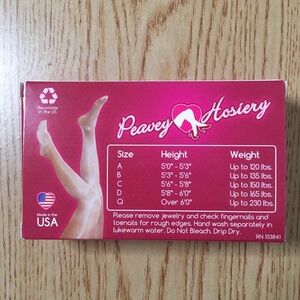 Recyclable
in the US
Peavey Hosiery
Size Height Weight
A 5'0" - 5'3" Up to 120 lbs.
B 5'3" - 5'6" Up to 135 lbs.
C 5'6" - 5'8" Up to 150 lbs.
D 5'8" - 6'0" Up to 165 lbs.
Q Over 6'0" Up to 230 lbs.
Made in the
USA
Please remove jewelry and check fingernails and
toenails for rough edges. Hand wash separately in
lukewarm water. Do Not Bleach. Drip Dry.
RN 133841